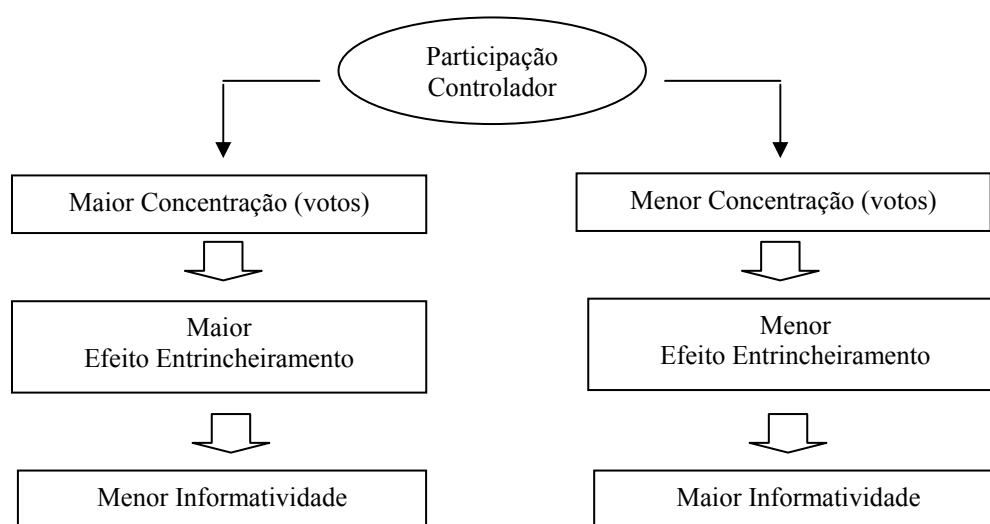 Participação
Controlador
Maior Concentração (votos)
Menor Concentração (votos)
Maior
Efeito Entrincheiramento
Menor
Efeito Entrincheiramento
Menor Informatividade
Maior Informatividade